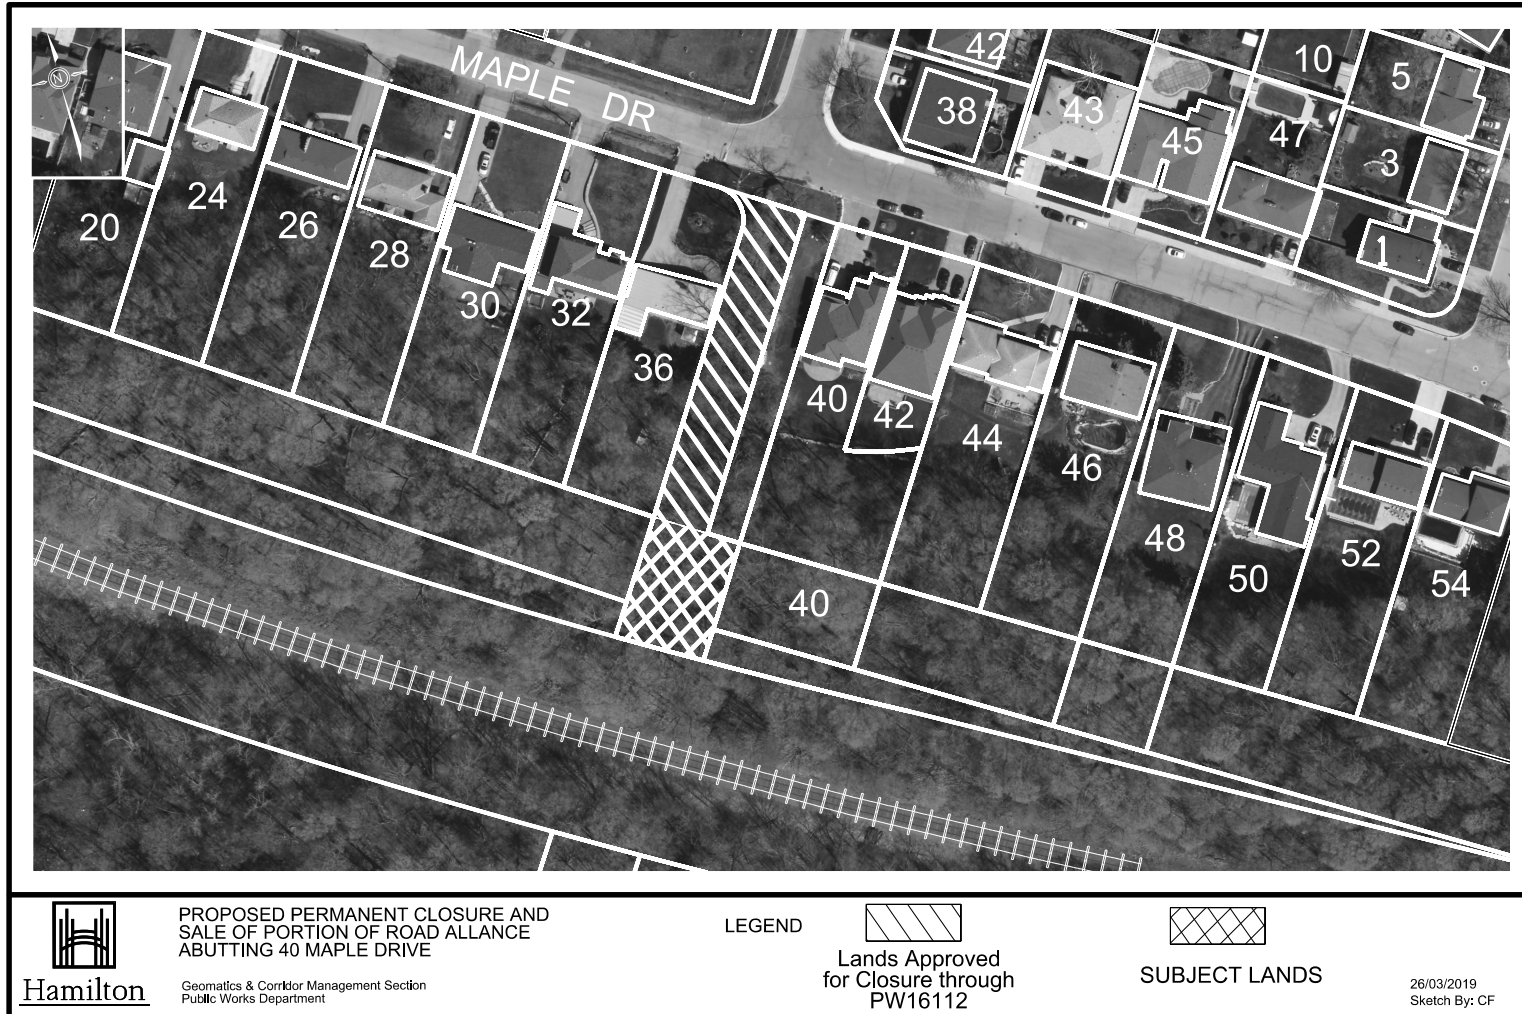 N
MAPLE DR
42
10
5
38
43
45
47
3
1
24
20
26
28
30
32
36
40
42
44
46
48
50
52
54
40
Hamilton
PROPOSED PERMANENT CLOSURE AND
SALE OF PORTION OF ROAD ALLANCE
ABUTTING 40 MAPLE DRIVE
Geomatics & Corridor Management Section
Public Works Department
LEGEND
Lands Approved
for Closure through
PW16112
SUBJECT LANDS
26/03/2019
Sketch By: CF